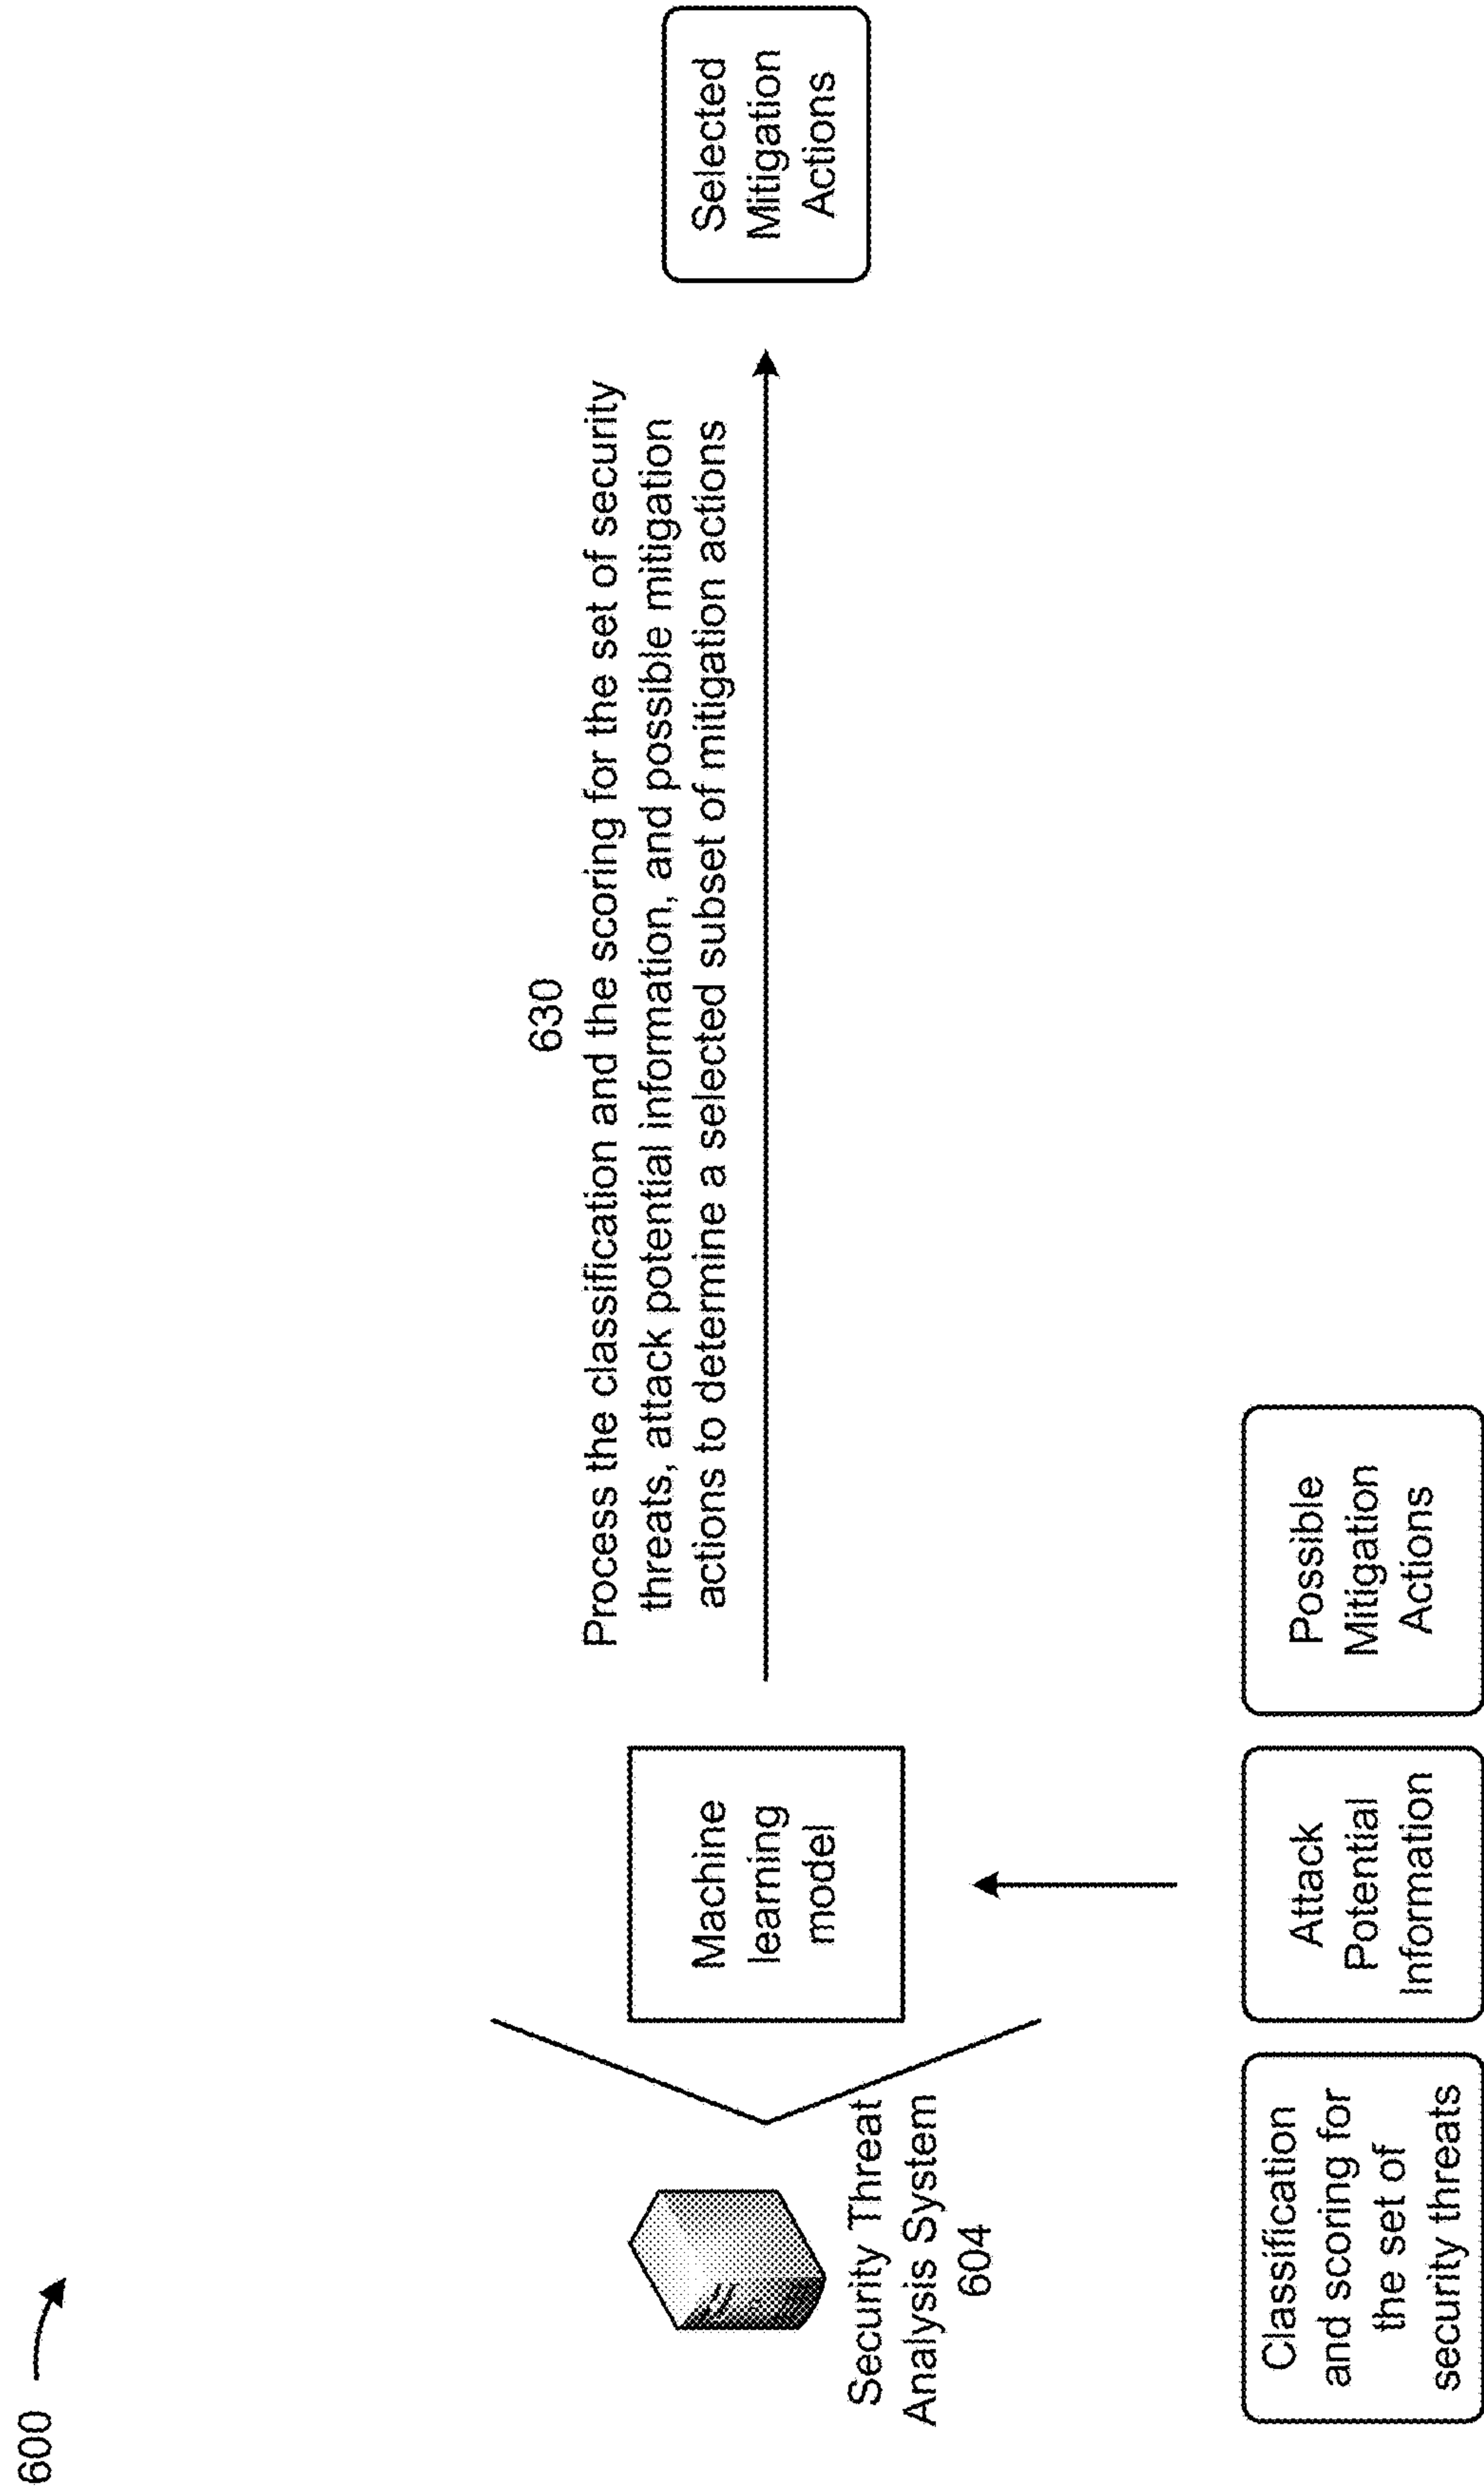 600
630
Process the classification and the scoring for the set of security
threats, attack potential information, and possible mitigation
actions to determine a selected subset of mitigation actions
Machine
learning
model
Selected
Mitigation
Actions
Security Threat
Analysis System
604
Classification
and scoring for
the set of
security threats
Attack
Potential
Information
Possible
Mitigation
Actions